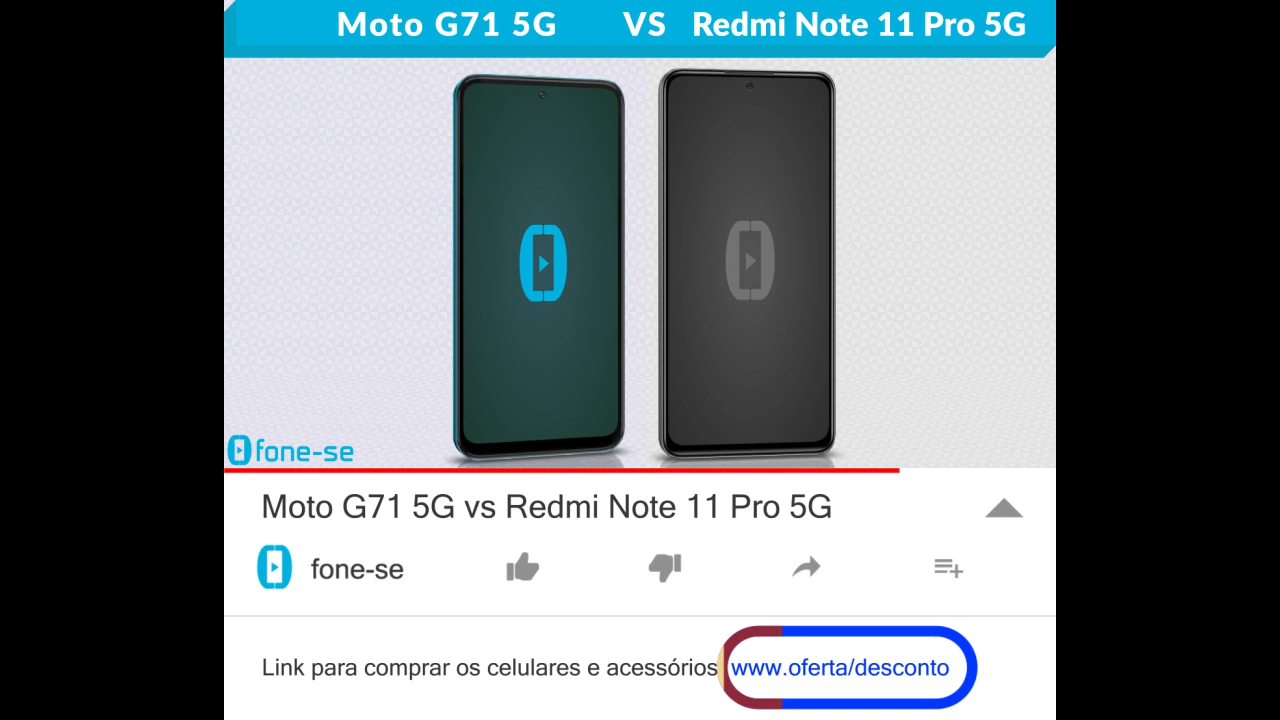 Moto G71 5G VS Redmi Note 11 Pro 5G
fone-se
Moto G71 5G vs Redmi Note 11 Pro 5G
fone-se
Link para comprar os celulares e acessórios www.oferta/desconto